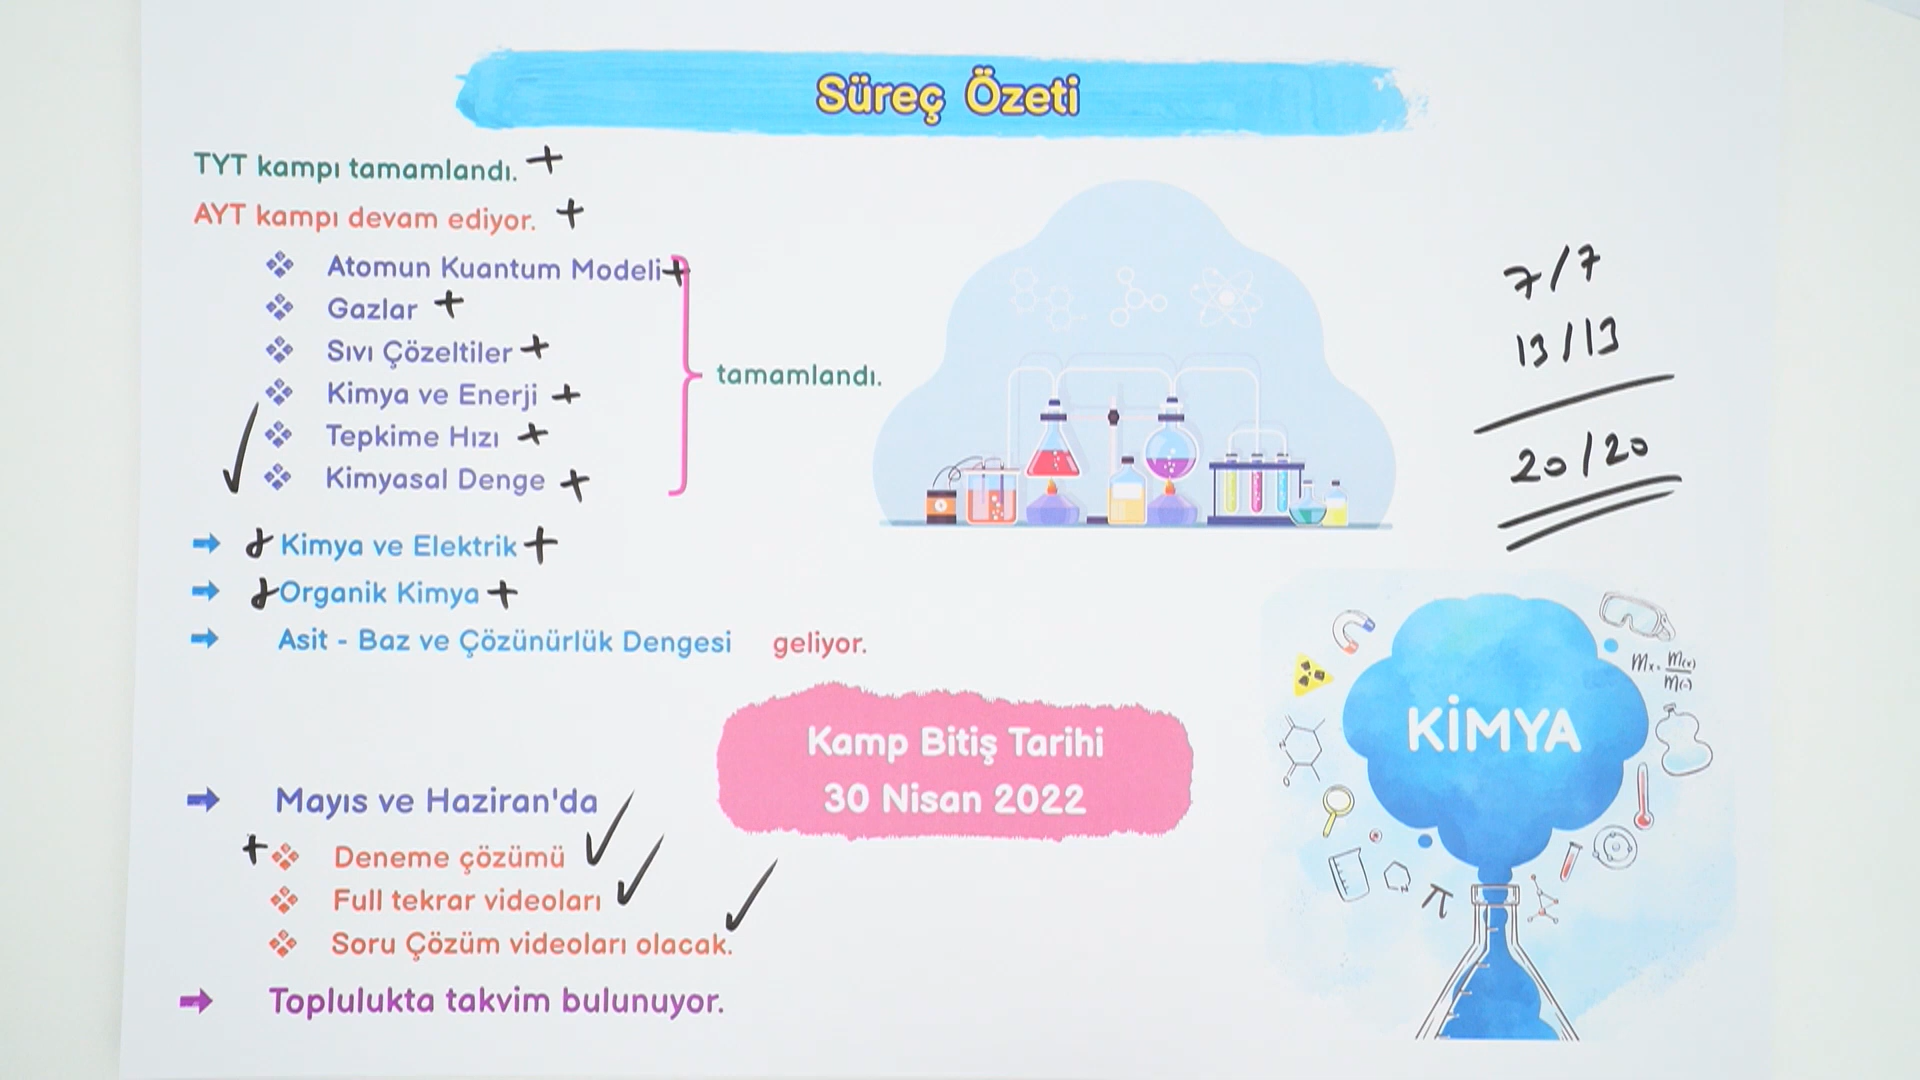 Süreç Özeti
TYT kampı tamamlandı. +
AYT kampı devam ediyor. +
Atomun Kuantum Modeli +
Gazlar +
Sıvı Çözeltiler +
Kimya ve Enerji +
Tepkime Hızı +
Kimyasal Denge +
tamamlandı.
7/7
13/13
20/20
Kimya ve Elektrik +
Organik Kimya +
Asit - Baz ve Çözünürlük Dengesi geliyor.
Kamp Bitiş Tarihi
30 Nisan 2022
Mayıs ve Haziran'da
+ Deneme çözümü
Full tekrar videoları
Soru Çözüm videoları olacak.
Toplulukta takvim bulunuyor.
KİMYA
π